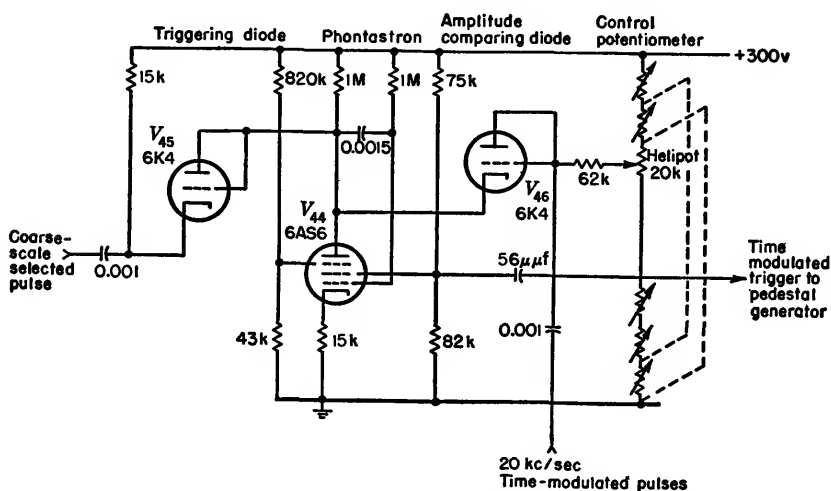 Triggering diode
Phontastron
Amplitude
comparing diode
Control
potentiometer
+300v
15k
820k
1M
1M
75k
V45
6K4
0.0015
Helipot
20k
62k
V46
6K4
V44
6AS6
Coarse-
scale
selected
pulse
0.001
56μμf
Time
modulated
trigger to
pedestal
generator
43k
15k
82k
0.001
20 kc/sec
Time-modulated pulses